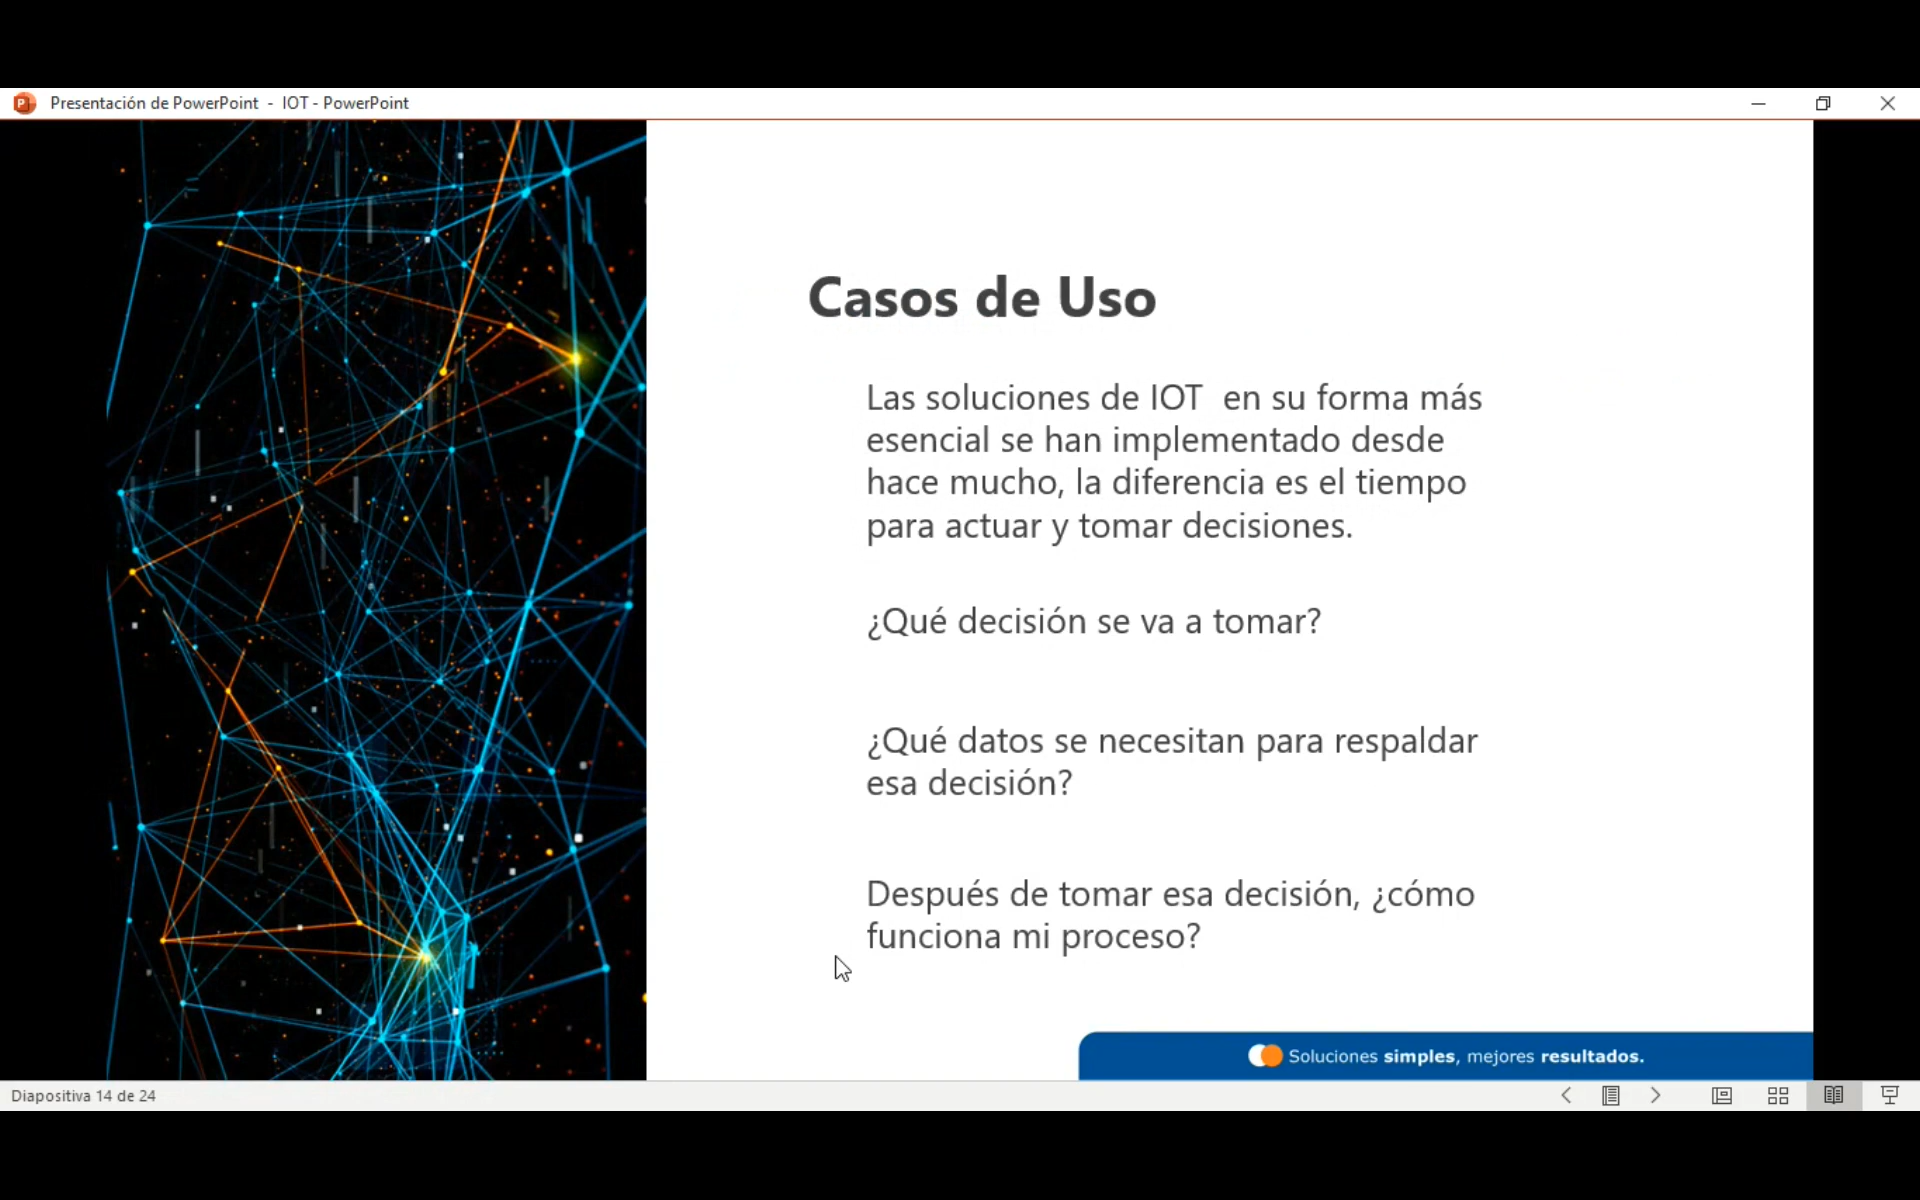 Presentación de PowerPoint - IOT - PowerPoint
Casos de Uso
Las soluciones de IOT en su forma más
esencial se han implementado desde
hace mucho, la diferencia es el tiempo
para actuar y tomar decisiones.
¿Qué decisión se va a tomar?
¿Qué datos se necesitan para respaldar
esa decisión?
Después de tomar esa decisión, ¿cómo
funciona mi proceso?
Soluciones simples, mejores resultados.
Diapositiva 14 de 24